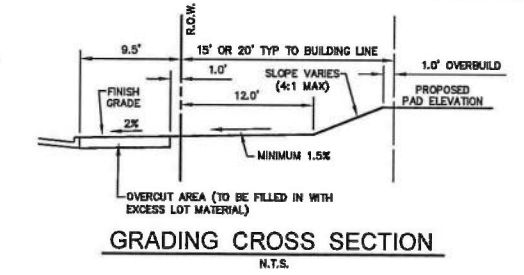 R.O.W.
9.5'
15' OR 20' TYP TO BUILDING LINE
1.0'
1.0' OVERBUILD
SLOPE VARIES
(4:1 MAX)
FINISH
GRADE
12.0'
PROPOSED
PAD ELEVATION
2%
MINIMUM 1.5%
OVERCUT AREA (TO BE FILLED IN WITH
EXCESS LOT MATERIAL)
GRADING CROSS SECTION
N.T.S.